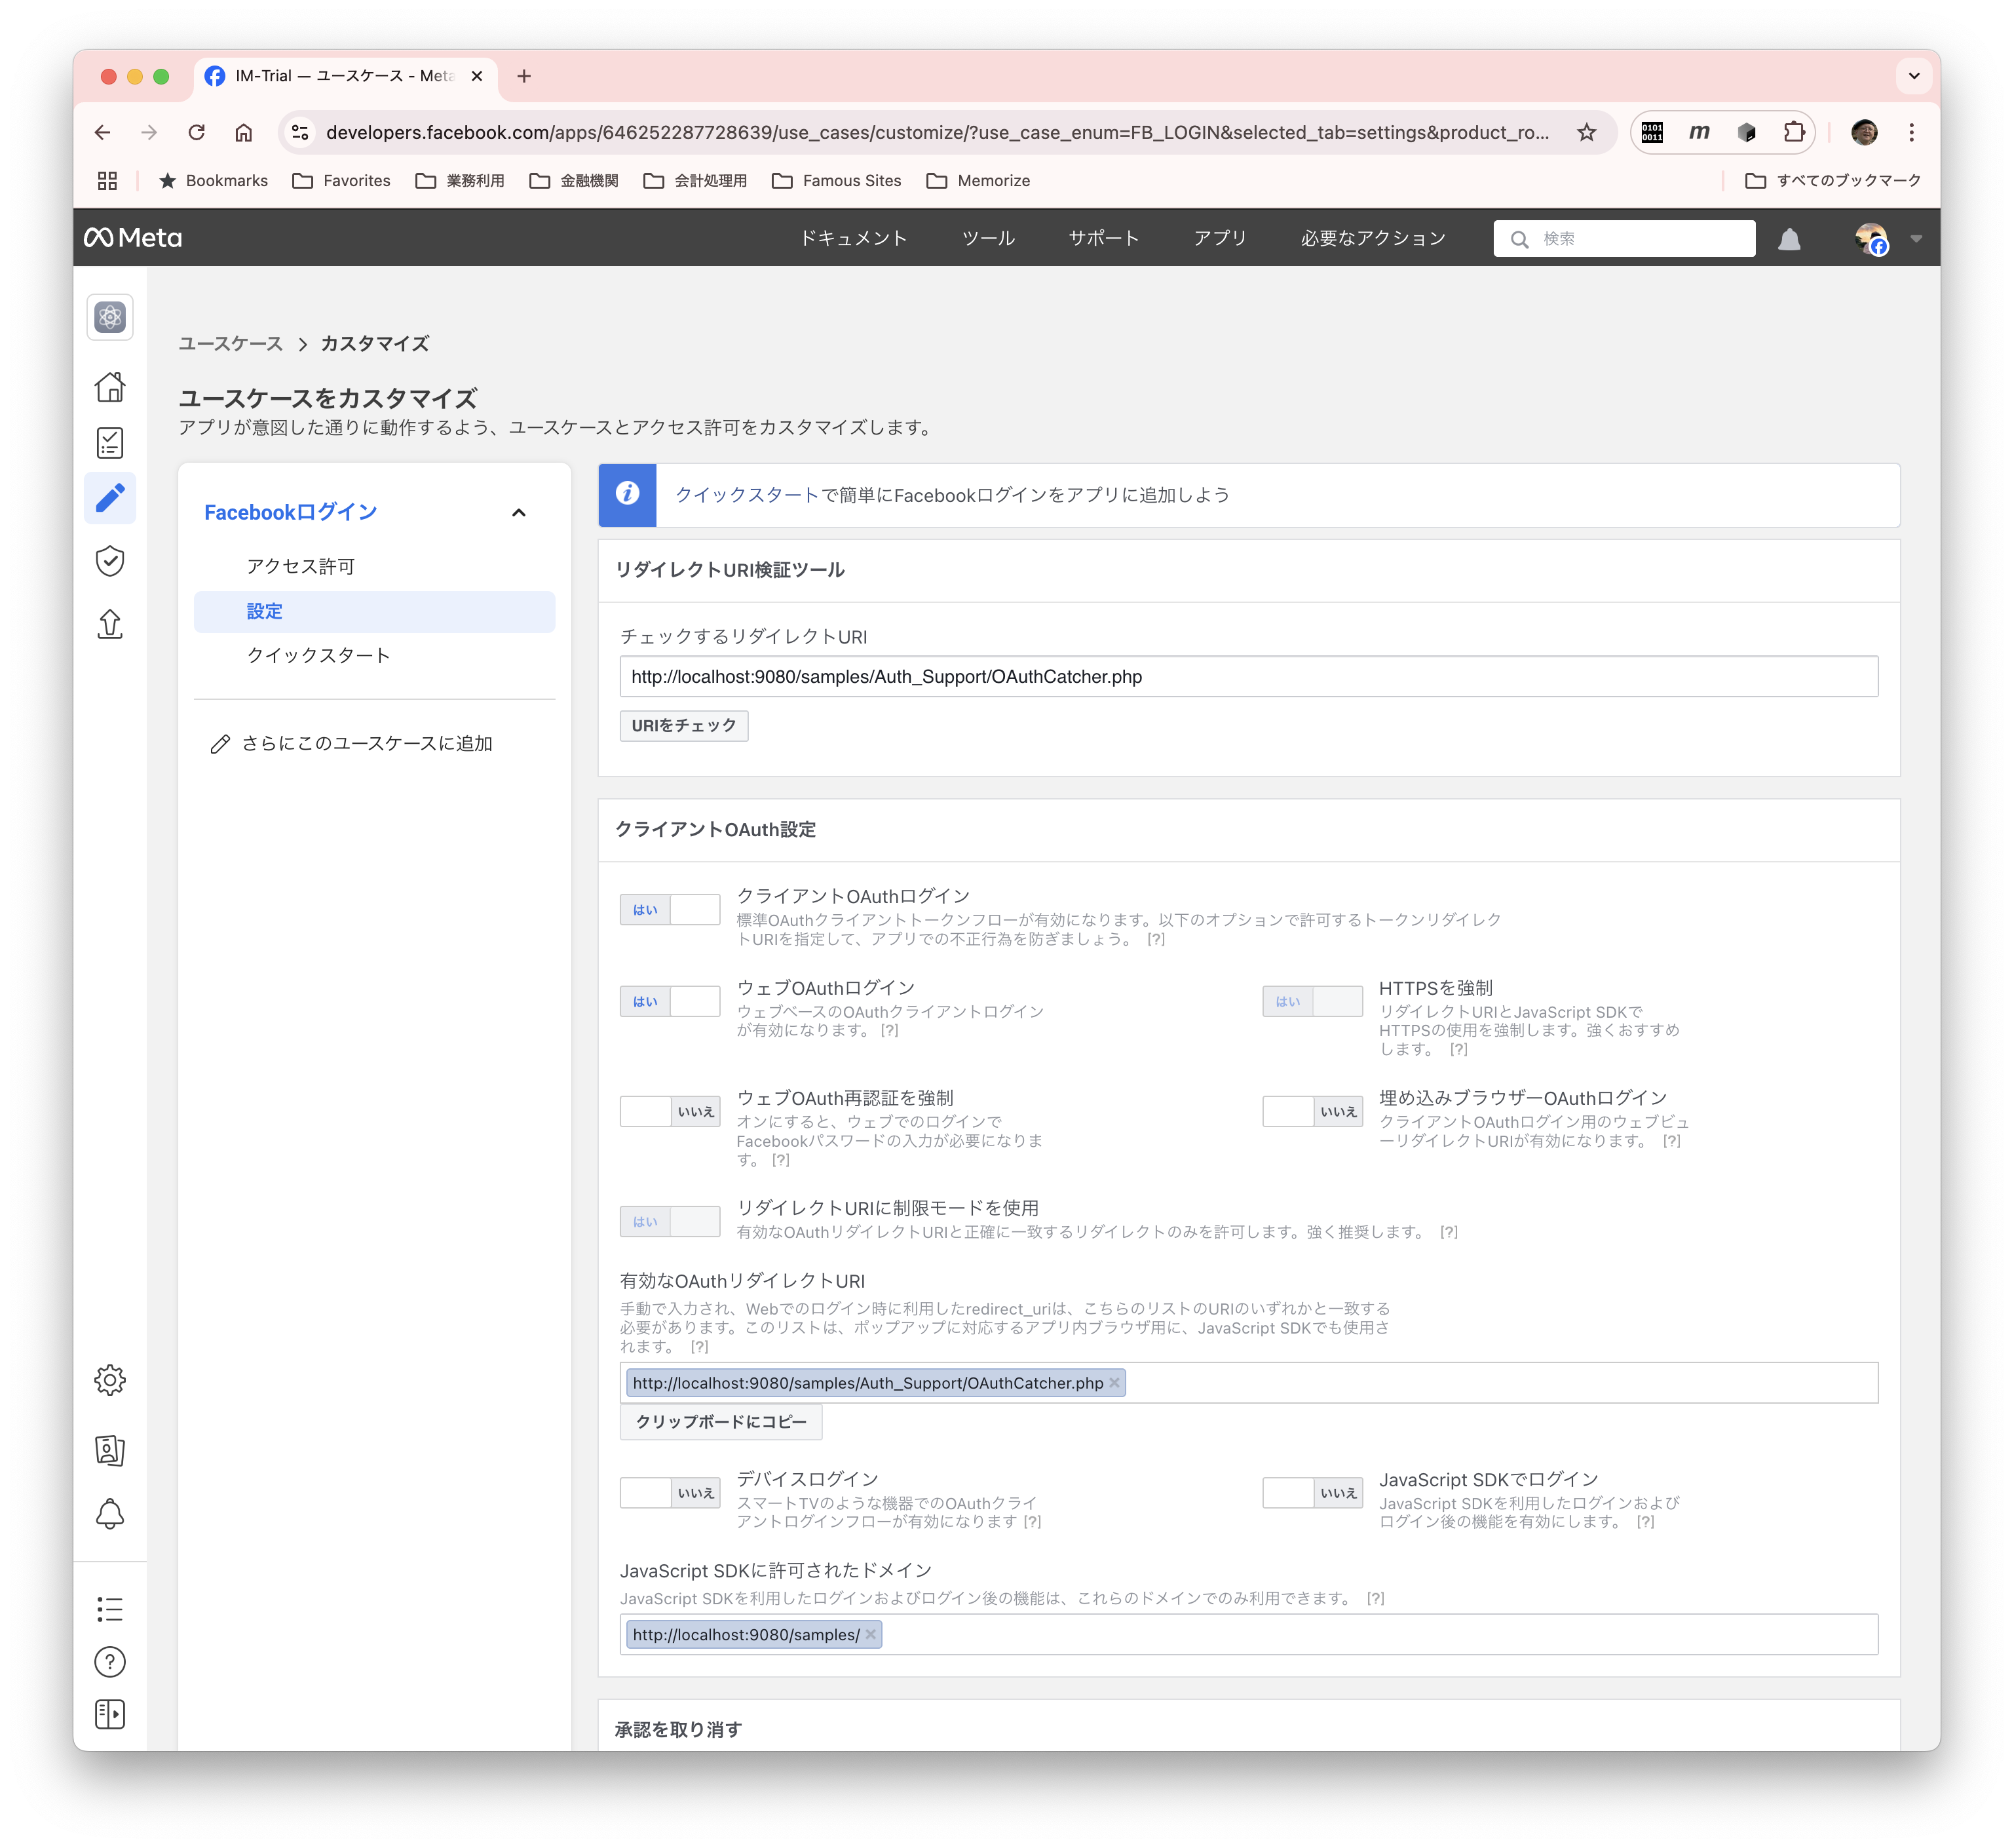 IM-Trial — ユースケース - Meta
developers.facebook.com/apps/646252287728639/use_cases/customize/?use_case_enum=FB_LOGIN&selected_tab=settings&product_ro...
0101
0011
m
Bookmarks
Favorites
業務利用
金融機関
会計処理用
Famous Sites
Memorize
すべてのブックマーク
Meta
ドキュメント
ツール
サポート
アプリ
必要なアクション
検索
ユースケース
カスタマイズ
ユースケースをカスタマイズ
アプリが意図した通りに動作するよう、ユースケースとアクセス許可をカスタマイズします。
Facebookログイン
アクセス許可
設定
クイックスタート
さらにこのユースケースに追加
クイックスタートで簡単にFacebookログインをアプリに追加しよう
リダイレクトURI検証ツール
チェックするリダイレクトURI
http://localhost:9080/samples/Auth_Support/OAuthCatcher.php
URIをチェック
クライアントOAuth設定
はい
クライアントOAuthログイン
標準OAuthクライアントトークンフローが有効になります。以下のオプションで許可するトークンリダイレク
トURIを指定して、アプリでの不正行為を防ぎましょう。 [?]
はい
ウェブOAuthログイン
ウェブベースのOAuthクライアントログイン
が有効になります。 [?]
はい
HTTPSを強制
リダイレクトURIとJavaScript SDKで
HTTPSの使用を強制します。強くおすすめ
します。 [?]
いいえ
ウェブOAuth再認証を強制
オンにすると、ウェブでのログインで
Facebookパスワードの入力が必要になりま
す。 [?]
いいえ
埋め込みブラウザーOAuthログイン
クライアントOAuthログイン用のウェブビュ
ーリダイレクトURIが有効になります。 [?]
はい
リダイレクトURIに制限モードを使用
有効なOAuthリダイレクトURIと正確に一致するリダイレクトのみを許可します。強く推奨します。 [?]
有効なOAuthリダイレクトURI
手動で入力され、Webでのログイン時に利用したredirect_uriは、こちらのリストのURIのいずれかと一致する
必要があります。このリストは、ポップアップに対応するアプリ内ブラウザ用に、JavaScript SDKでも使用さ
れます。 [?]
http://localhost:9080/samples/Auth_Support/OAuthCatcher.php
クリップボードにコピー
いいえ
デバイスログイン
スマートTVのような機器でのOAuthクライ
アントログインフローが有効になります [?]
いいえ
JavaScript SDKでログイン
JavaScript SDKを利用したログインおよび
ログイン後の機能を有効にします。 [?]
JavaScript SDKに許可されたドメイン
JavaScript SDKを利用したログインおよびログイン後の機能は、これらのドメインでのみ利用できます。 [?]
http://localhost:9080/samples/
承認を取り消す